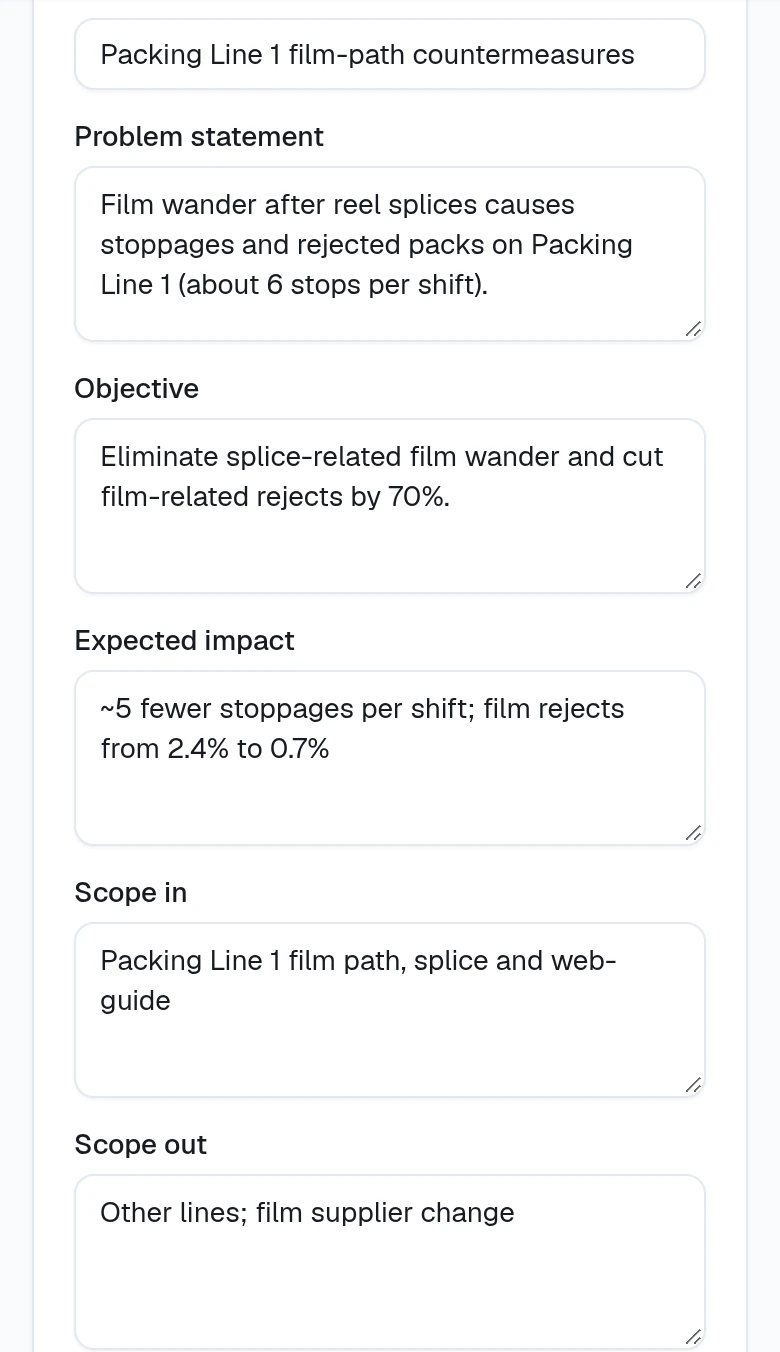 Packing Line 1 film-path countermeasures
Problem statement
Film wander after reel splices causes
stoppages and rejected packs on Packing
Line 1 (about 6 stops per shift).
Objective
Eliminate splice-related film wander and cut
film-related rejects by 70%.
Expected impact
~5 fewer stoppages per shift; film rejects
from 2.4% to 0.7%
Scope in
Packing Line 1 film path, splice and web-
guide
Scope out
Other lines; film supplier change